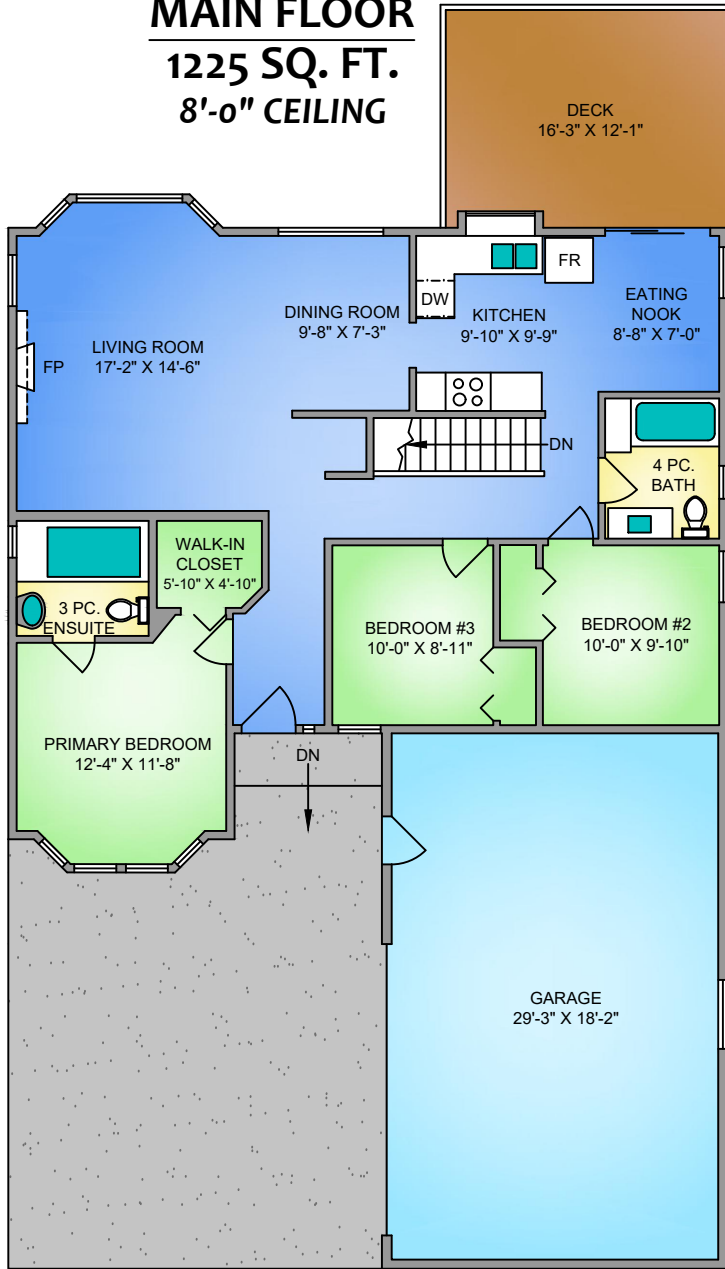 MAIN FLOOR
1225 SQ. FT.
8'-0" CEILING
DECK
16'-3" X 12'-1"
FR
DW
KITCHEN
9'-10" X 9'-9"
EATING
NOOK
8'-8" X 7'-0"
DINING ROOM
9'-8" X 7'-3"
LIVING ROOM
17'-2" X 14'-6"
FP
DN
4 PC.
BATH
WALK-IN
CLOSET
5'-10" X 4'-10"
3 PC.
ENSUITE
BEDROOM #3
10'-0" X 8'-11"
BEDROOM #2
10'-0" X 9'-10"
PRIMARY BEDROOM
12'-4" X 11'-8"
DN
GARAGE
29'-3" X 18'-2"